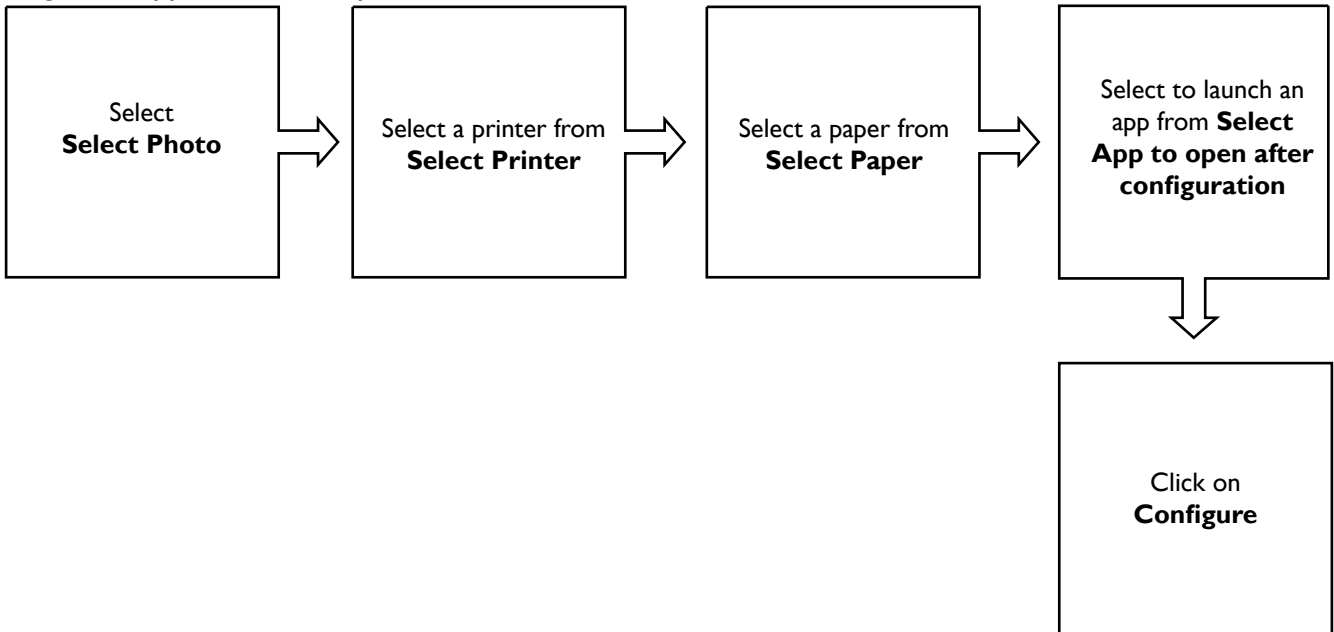 Select
Select Photo
Select a printer from
Select Printer
Select a paper from
Select Paper
Select to launch an
app from Select
App to open after
configuration
Click on
Configure